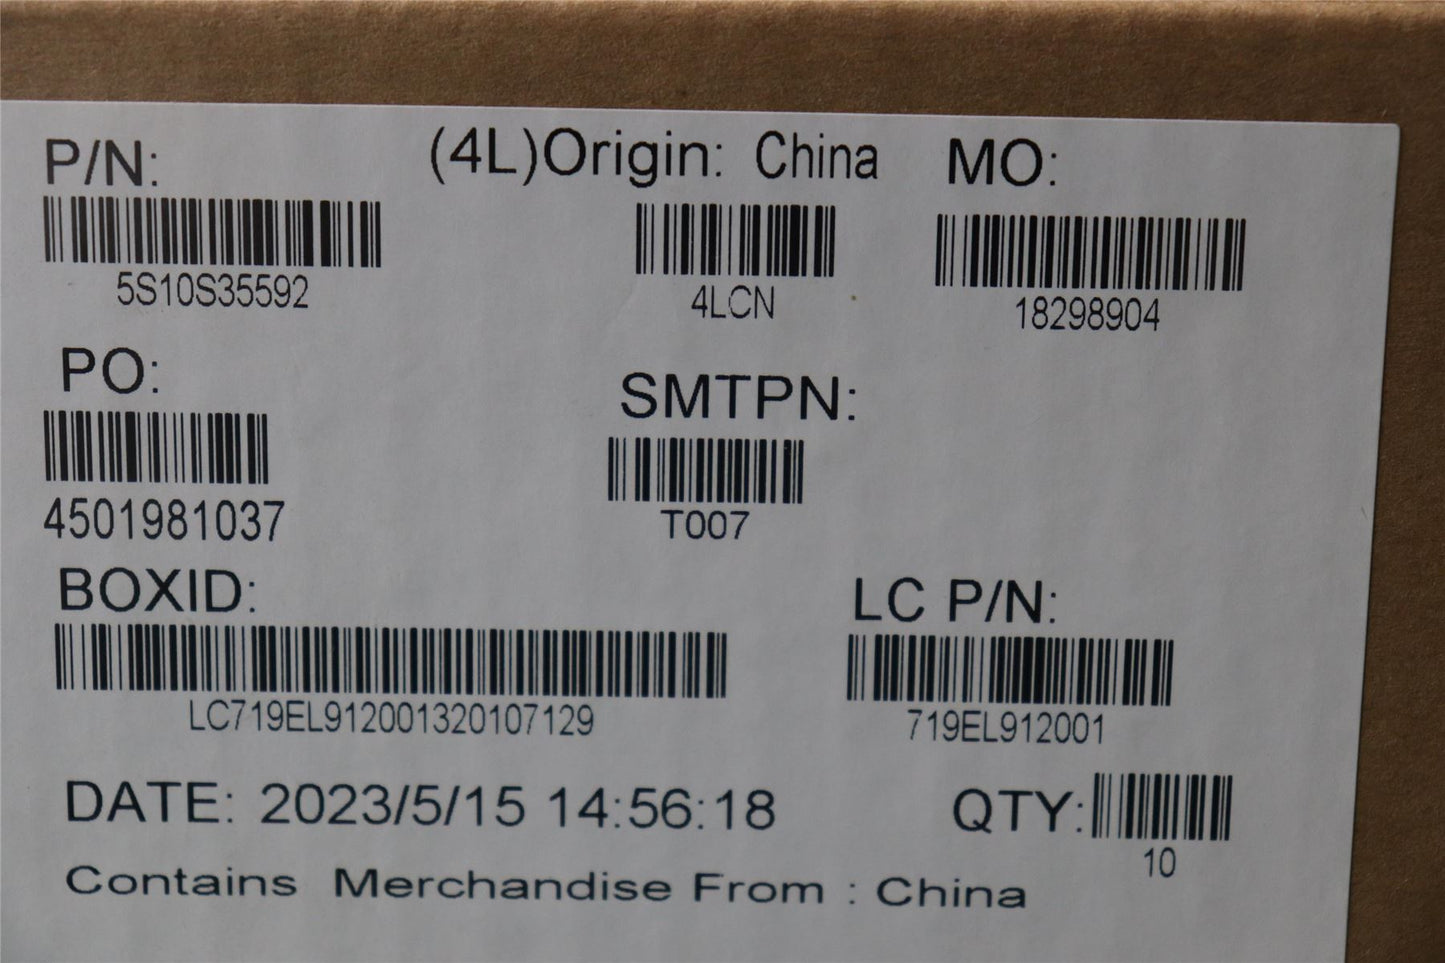 P/N: (4L)Origin: China MO:
5S10S35592 4LCN 18298904
PO: SMTPN:
4501981037 T007
BOXID: LC P/N:
LC719EL912001320107129 719EL912001
DATE: 2023/5/15 14:56:18 QTY:
10
Contains Merchandise From : China